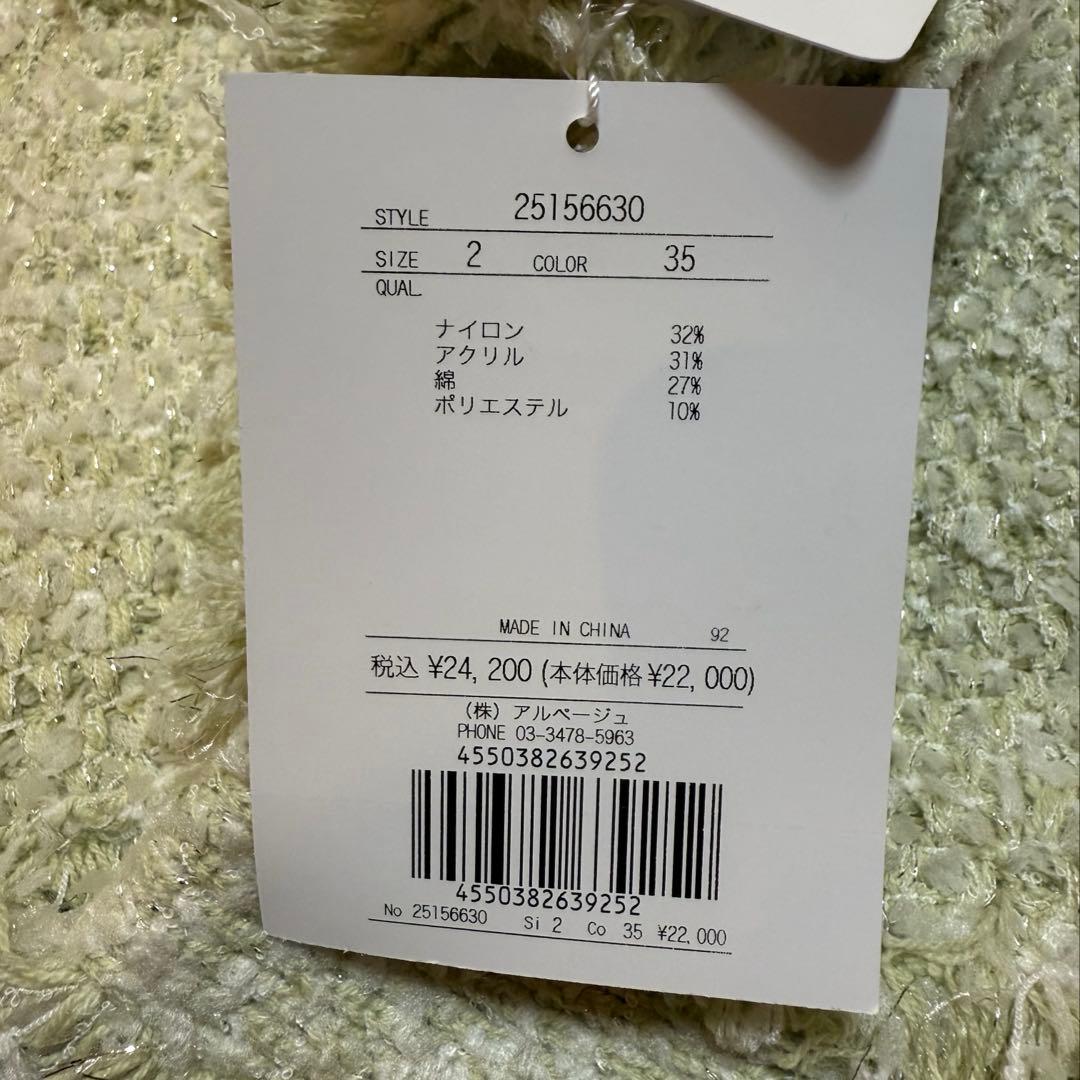 STYLE 25156630
SIZE 2 COLOR 35
QUAL
ナイロン 32%
アクリル 31%
綿 27%
ポリエステル 10%
MADE IN CHINA 92
税込 ¥24,200 (本体価格 ¥22,000)
(株) アルページュ
PHONE 03-3478-5963
4550382639252
4550382639252
No 25156630 Si 2 Co 35 ¥22,000